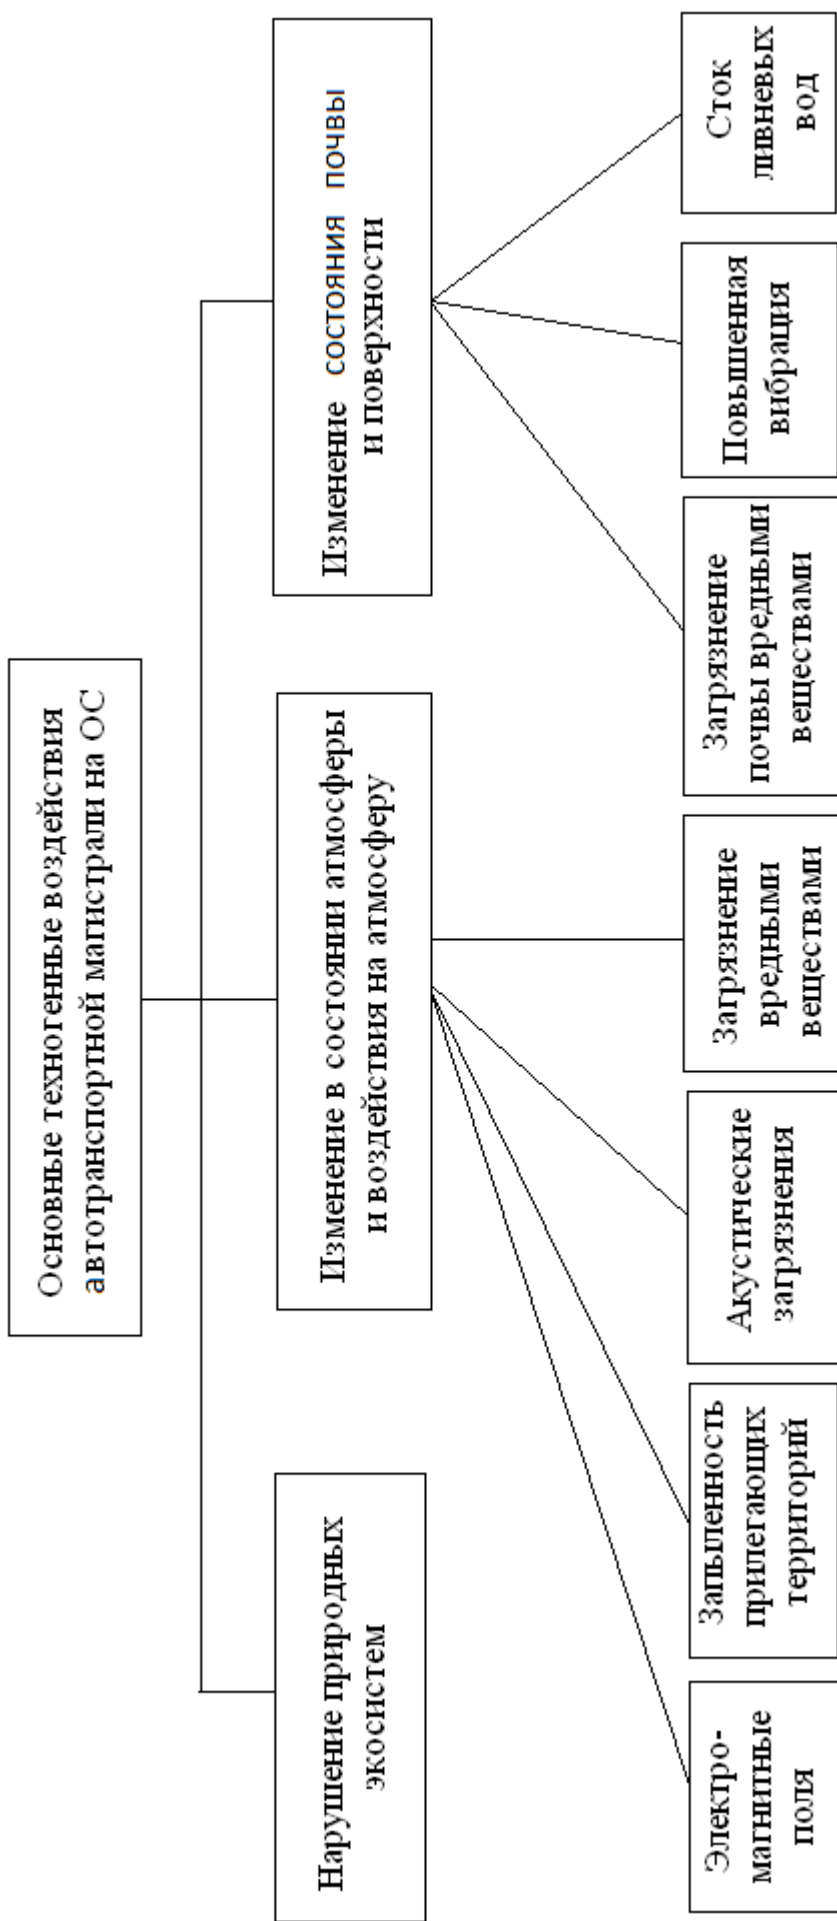 Основные техногенные воздействия
автотранспортной магистрали на ОС
Нарушение природных
экосистем
Изменение в состоянии атмосферы
и воздействия на атмосферу
Изменение состояния почвы
и поверхности
Электро-
магнитные
поля
Запыленность
прилегающих
территорий
Акустические
загрязнения
Загрязнение
вредными
веществами
Загрязнение
почвы вредными
веществами
Повышенная
вибрация
Сток
ливневых
вод